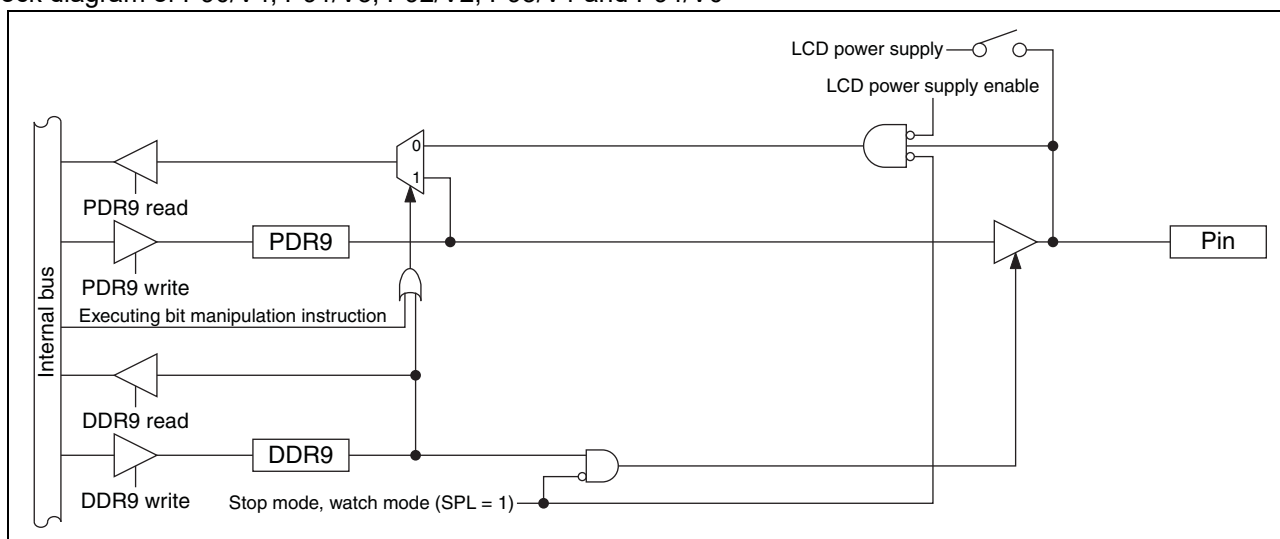 LCD power supply
LCD power supply enable
0
1
PDR9 read
PDR9
Pin
PDR9 write
Executing bit manipulation instruction
Internal bus
DDR9 read
DDR9
DDR9 write
Stop mode, watch mode (SPL = 1)